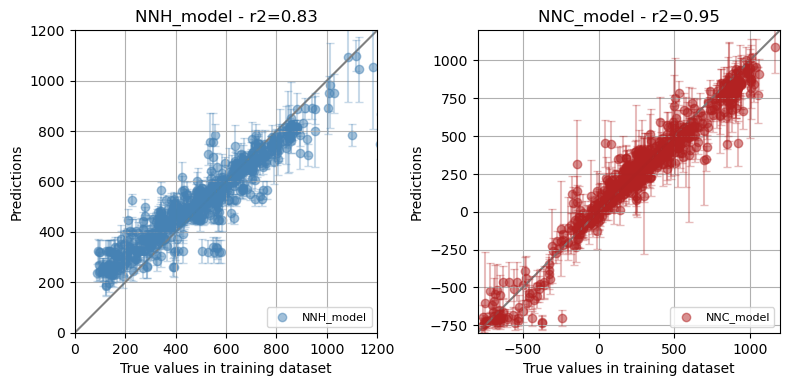 NNH_model - r2=0.83
1200
1000
800
600
400
200
0
Predictions
0 200 400 600 800 1000 1200
True values in training dataset
NNH_model
NNC_model - r2=0.95
1000
750
500
250
0
−250
−500
−750
Predictions
−500 0 500 1000
True values in training dataset
NNC_model